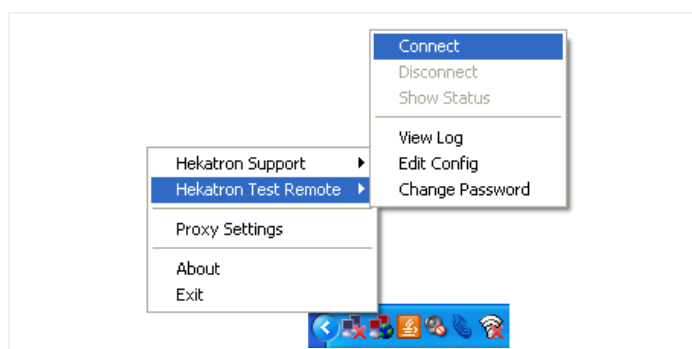 Connect
Disconnect
Show Status
View Log
Edit Config
Change Password
Hekatron Support
Hekatron Test Remote
Proxy Settings
About
Exit